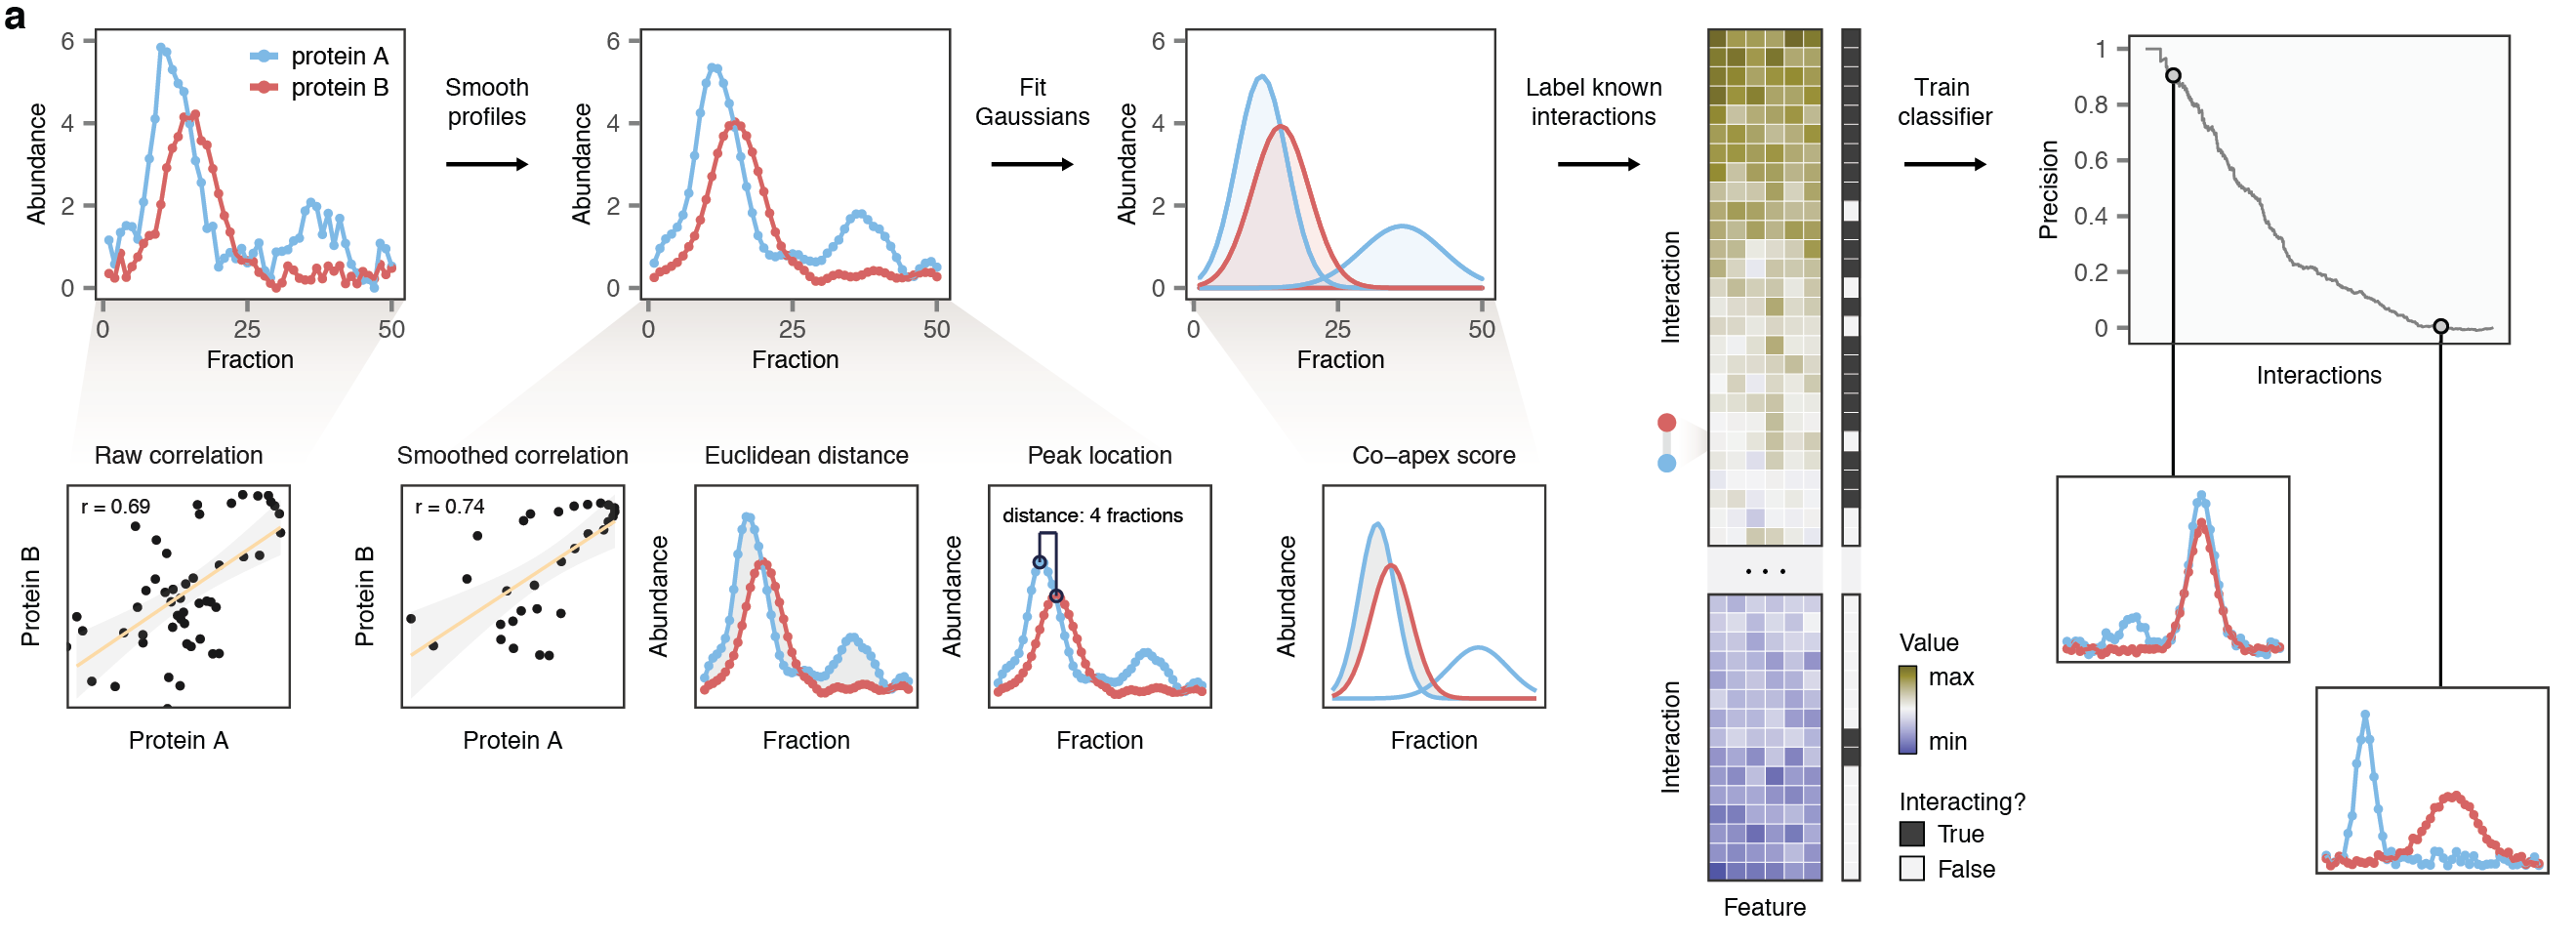 a
6
4
2
0
0
25
50
Abundance
Fraction
protein A
protein B
Smooth
profiles
6
4
2
0
0
25
50
Abundance
Fraction
Fit
Gaussians
6
4
2
0
0
25
50
Abundance
Fraction
Label known
interactions
Interaction
Interaction
...
Feature
Train
classifier
1
0.8
0.6
0.4
0.2
0
Precision
Interactions
Raw correlation
r = 0.69
Protein B
Protein A
Smoothed correlation
r = 0.74
Protein B
Protein A
Euclidean distance
Abundance
Fraction
Peak location
distance: 4 fractions
Abundance
Fraction
Co–apex score
Abundance
Fraction
Value
max
min
Interacting?
True
False